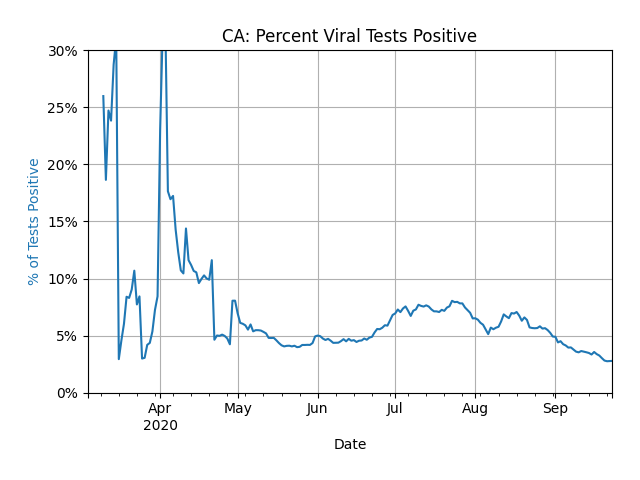 CA: Percent Viral Tests Positive
30%
25%
20%
15%
10%
5%
0%
% of Tests Positive
Apr
2020
May
Jun
Jul
Aug
Sep
Date